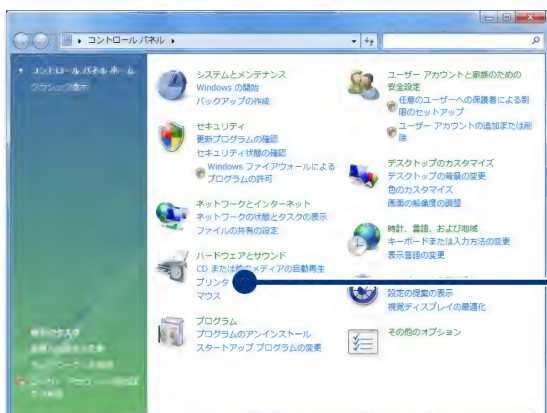 コントロール パネル
コントロール パネル ホーム
クラシック表示
システムとメンテナンス
Windows の開始
バックアップの作成
セキュリティ
更新プログラムの確認
セキュリティ状態の確認
Windows ファイアウォールによる
プログラムの許可
ネットワークとインターネット
ネットワークの状態とタスクの表示
ファイルの共有の設定
ハードウェアとサウンド
CD または他のメディアの自動再生
プリンタ
マウス
プログラム
プログラムのアンインストール
スタートアップ プログラムの変更
ユーザー アカウントと家族のための
安全設定
任意のユーザーへの保護者による制
限のセットアップ
ユーザー アカウントの追加または削
除
デスクトップのカスタマイズ
デスクトップの背景の変更
色のカスタマイズ
画面の解像度の調整
時計、言語、および地域
キーボードまたは入力方法の変更
表示言語の変更
設定の提案の表示
視覚ディスプレイの最適化
その他のオプション